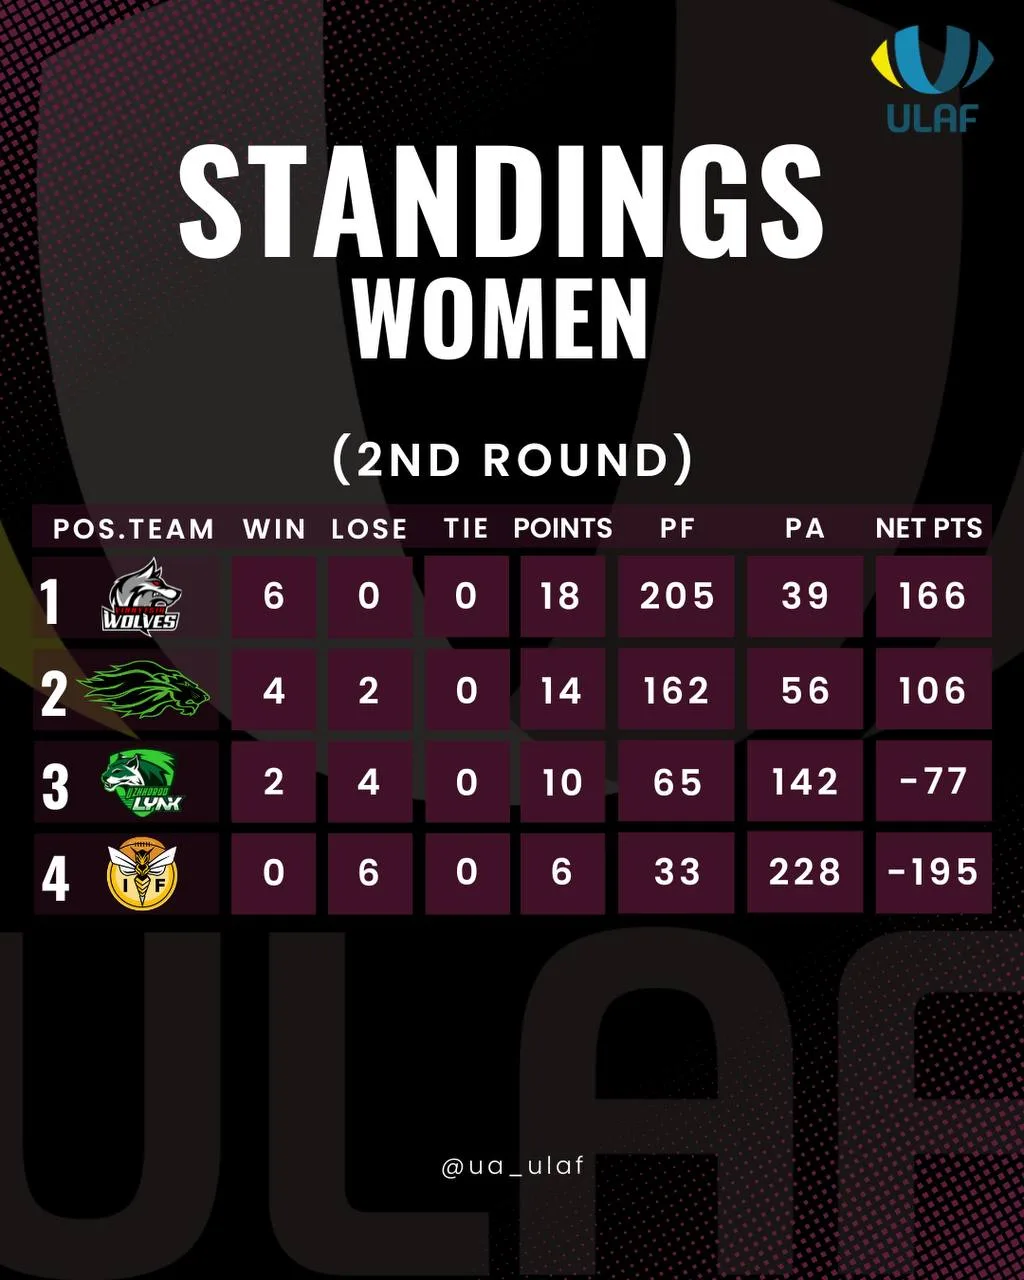 ULAF
STANDINGS
WOMEN
(2ND ROUND)
POS.TEAM WIN LOSE TIE POINTS PF PA NET PTS
1 WOLVES 6 0 0 18 205 39 166
2 4 2 0 14 162 56 106
3 UZHHOROD LYNX 2 4 0 10 65 142 -77
4 I F 0 6 0 6 33 228 -195
ULAF
@ua_ulaf